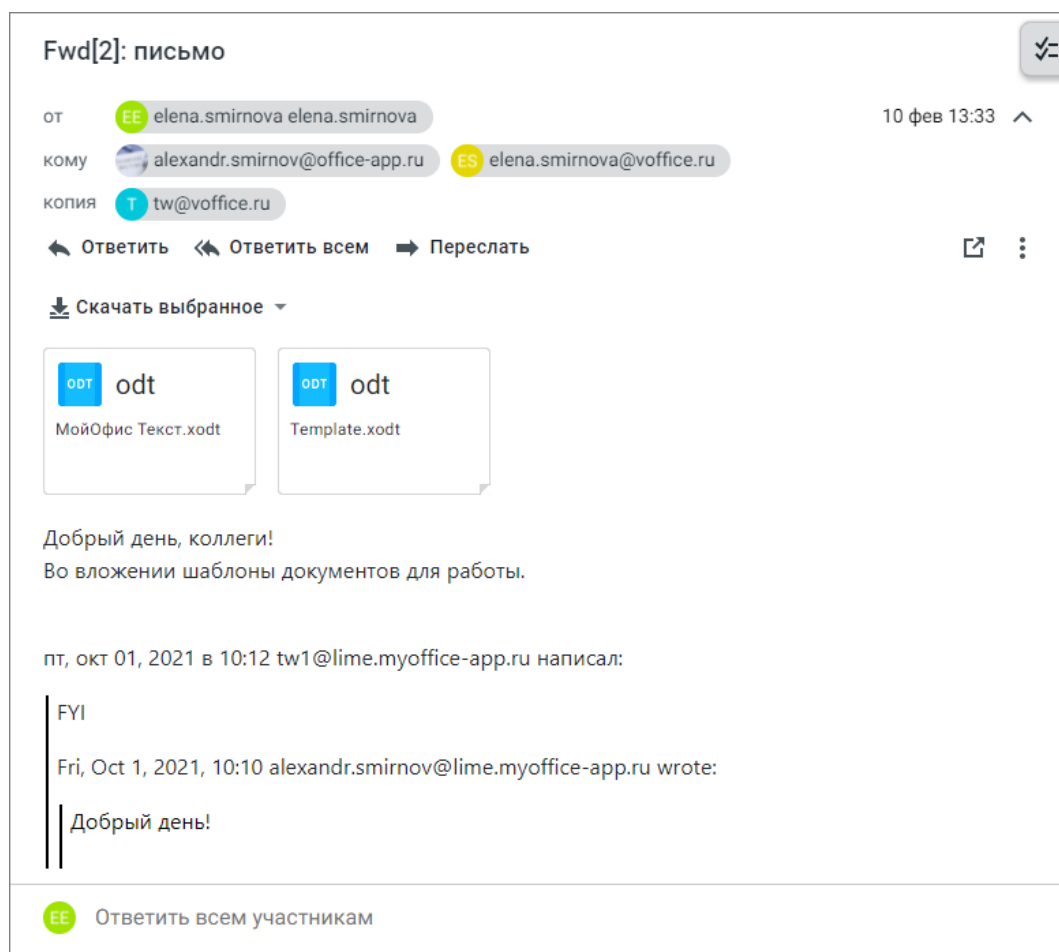 Fwd[2]: письмо
от EE elena.smirnova elena.smirnova 10 фев 13:33
кому alexandr.smirnov@office-app.ru ES elena.smirnova@voffice.ru
копия T tw@voffice.ru
Ответить Ответить всем Переслать
Скачать выбранное
ODT odt ODT odt
МойОфис Текст.xodt Template.xodt
Добрый день, коллеги!
Во вложении шаблоны документов для работы.
пт, окт 01, 2021 в 10:12 tw1@lime.myoffice-app.ru написал:
FYI
Fri, Oct 1, 2021, 10:10 alexandr.smirnov@lime.myoffice-app.ru wrote:
Добрый день!
EE Ответить всем участникам